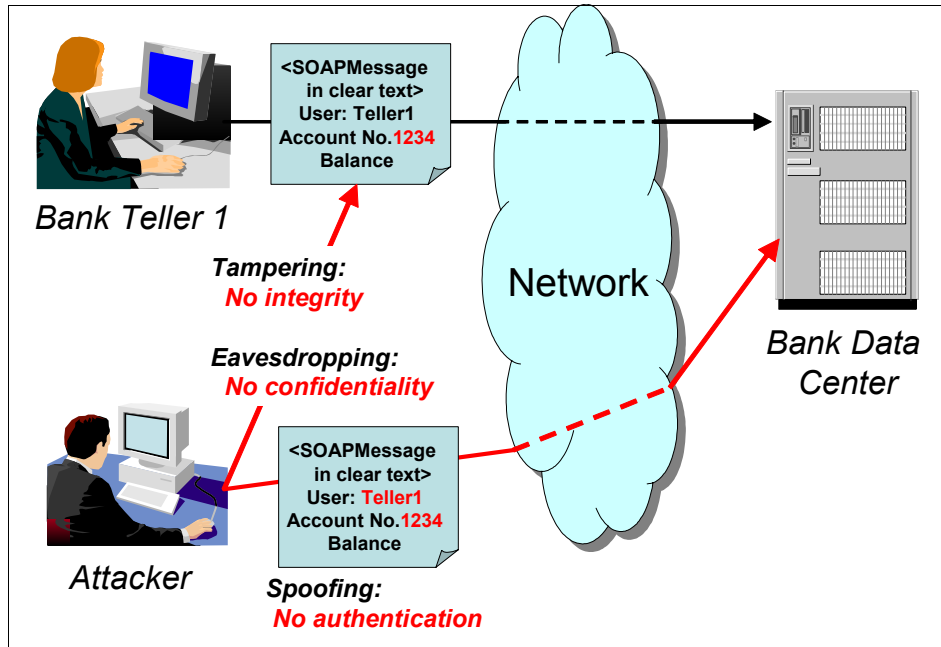 <SOAPMessage
in clear text>
User: Teller1
Account No.1234
Balance
Bank Teller 1
Tampering:
No integrity
Network
Bank Data
Center
Eavesdropping:
No confidentiality
<SOAPMessage
in clear text>
User: Teller1
Account No.1234
Balance
Attacker
Spoofing:
No authentication